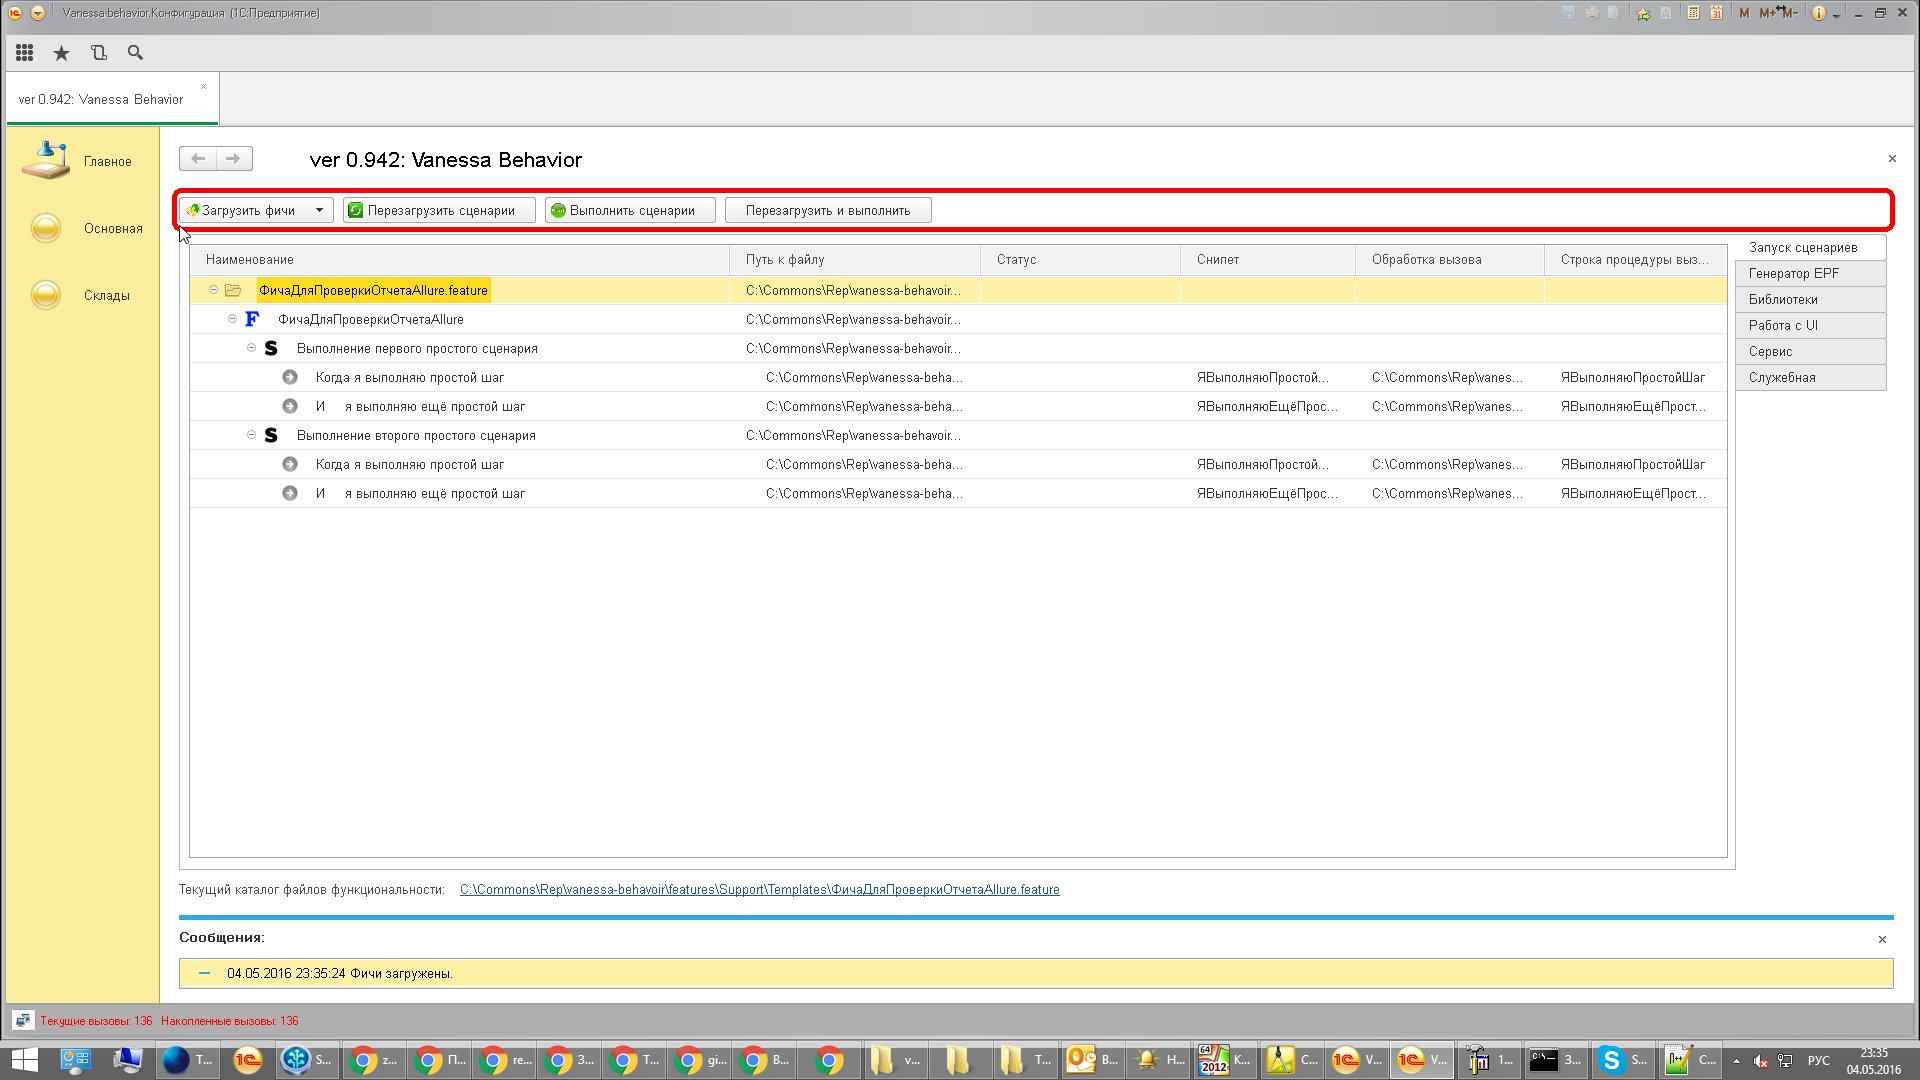 Vanessa-behavior.Конфигурация (1С:Предприятие)
M M+ M-
ver 0.942: Vanessa Behavior
Главное
Основная
Склады
ver 0.942: Vanessa Behavior
Загрузить фичи
Перезагрузить сценарии
Выполнить сценарии
Перезагрузить и выполнить
Наименование Путь к файлу Статус Снипет Обработка вызова Строка процедуры выз...
ФичаДляПроверкиОтчетаAllure.feature C:\Commons\Rep\vanessa-behavoir...
F ФичаДляПроверкиОтчетаAllure C:\Commons\Rep\vanessa-behavoir...
S Выполнение первого простого сценария C:\Commons\Rep\vanessa-behavoir...
Когда я выполняю простой шаг C:\Commons\Rep\vanessa-beha... ЯВыполняюПростой... C:\Commons\Rep\vanes... ЯВыполняюПростойШаг
И я выполняю ещё простой шаг C:\Commons\Rep\vanessa-beha... ЯВыполняюЕщёПрос... C:\Commons\Rep\vanes... ЯВыполняюЕщёПрост...
S Выполнение второго простого сценария C:\Commons\Rep\vanessa-behavoir...
Когда я выполняю простой шаг C:\Commons\Rep\vanessa-beha... ЯВыполняюПростой... C:\Commons\Rep\vanes... ЯВыполняюПростойШаг
И я выполняю ещё простой шаг C:\Commons\Rep\vanessa-beha... ЯВыполняюЕщёПрос... C:\Commons\Rep\vanes... ЯВыполняюЕщёПрост...
Запуск сценариев
Генератор EPF
Библиотеки
Работа с UI
Сервис
Служебная
Текущий каталог файлов функциональности: C:\Commons\Rep\vanessa-behavoir\features\Support\Templates\ФичаДляПроверкиОтчетаAllure.feature
Сообщения:
04.05.2016 23:35:24 Фичи загружены.
Текущие вызовы: 136 Накопленные вызовы: 136
T... S... z... П... re... З... T... gi... B... v... T... B... H... K... C... V... V... 1... З... S... C... РУС
23:35
04.05.2016